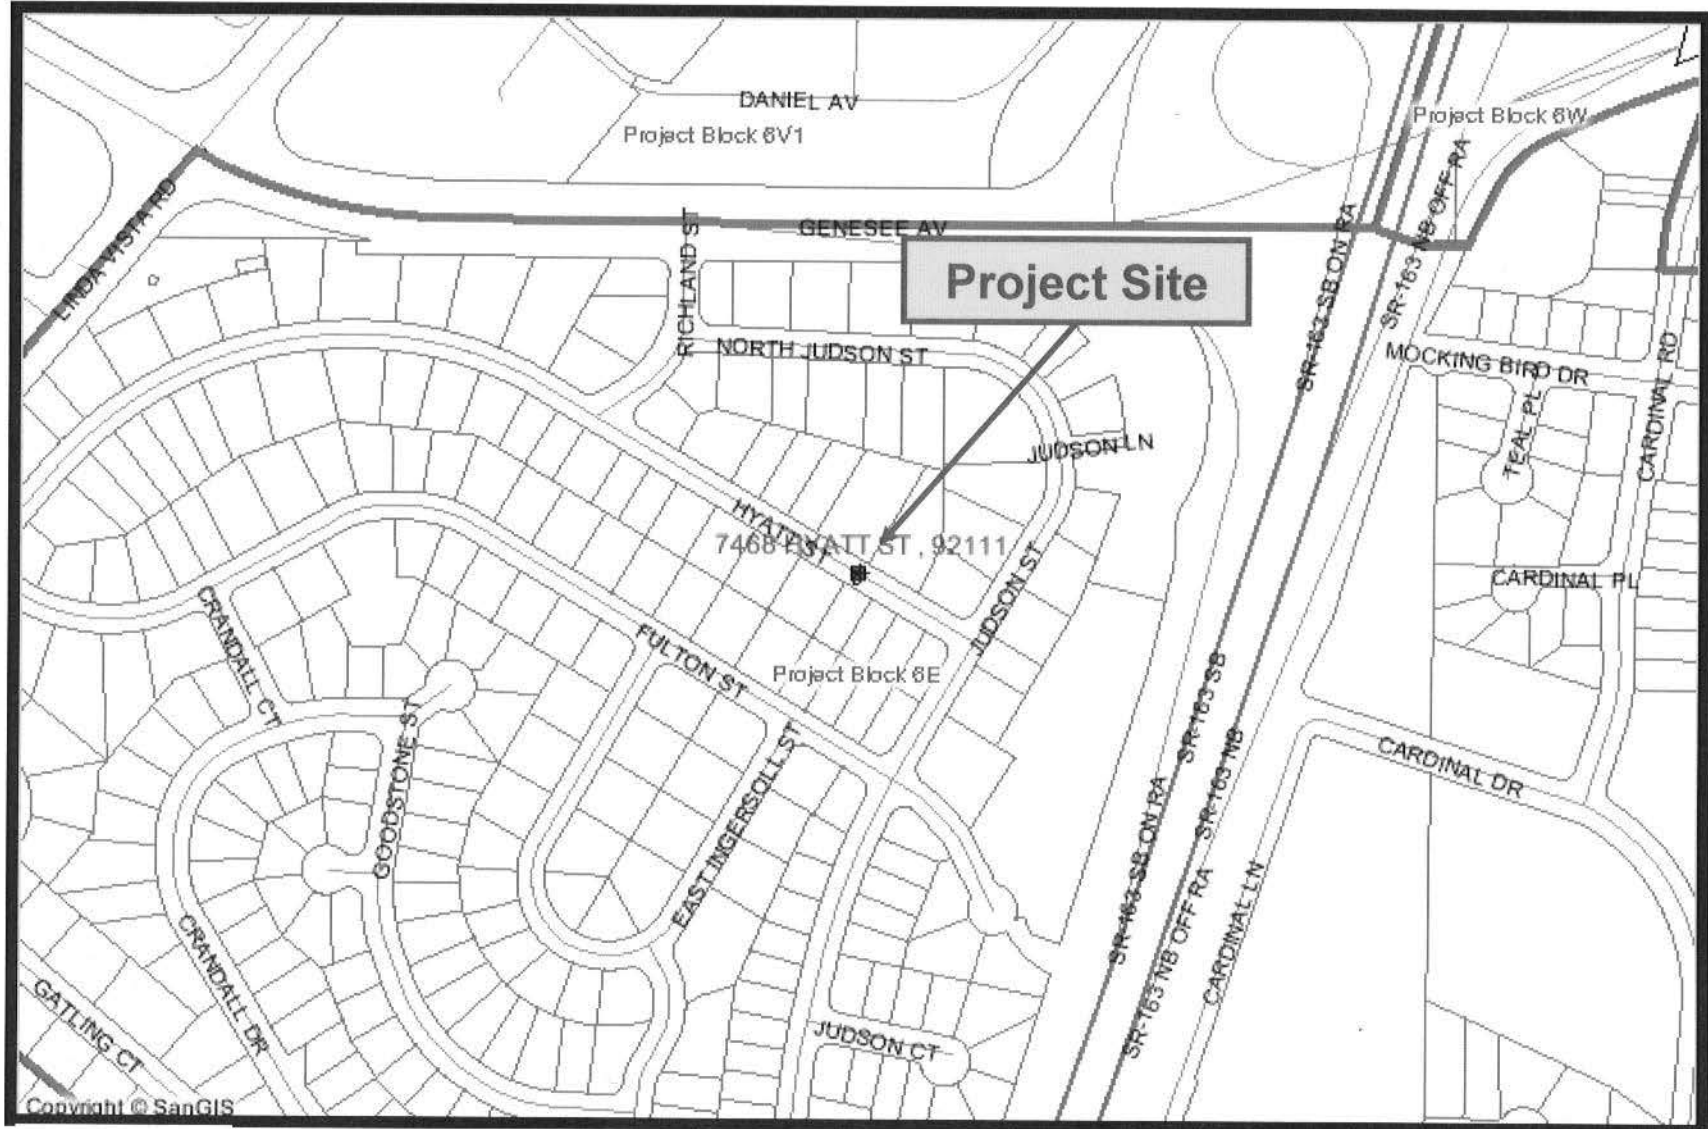 DANIEL AV
Project Block 6V1
Project Block 6W
LINDA VISTA RD
RICHLAND ST
GENESEE AV
Project Site
SR-163 SB ON RA
SR-163 NB OFF RA
NORTH JUDSON ST
MOCKING BIRD DR
TEAL PL
CARDINAL RD
JUDSON LN
HYATT ST
7468 HYATT ST , 92111
JUDSON ST
CARDINAL PL
CRANDALL CT
FULTON ST
Project Block 6E
SR-163 SB
SR-163 NB
GOODSTONE ST
EAST INGERSOLL ST
CARDINAL DR
SR-163 SB ON RA
SR-163 NB OFF RA
CARDINAL LN
CRANDALL DR
GATLING CT
JUDSON CT
Copyright © SanGIS